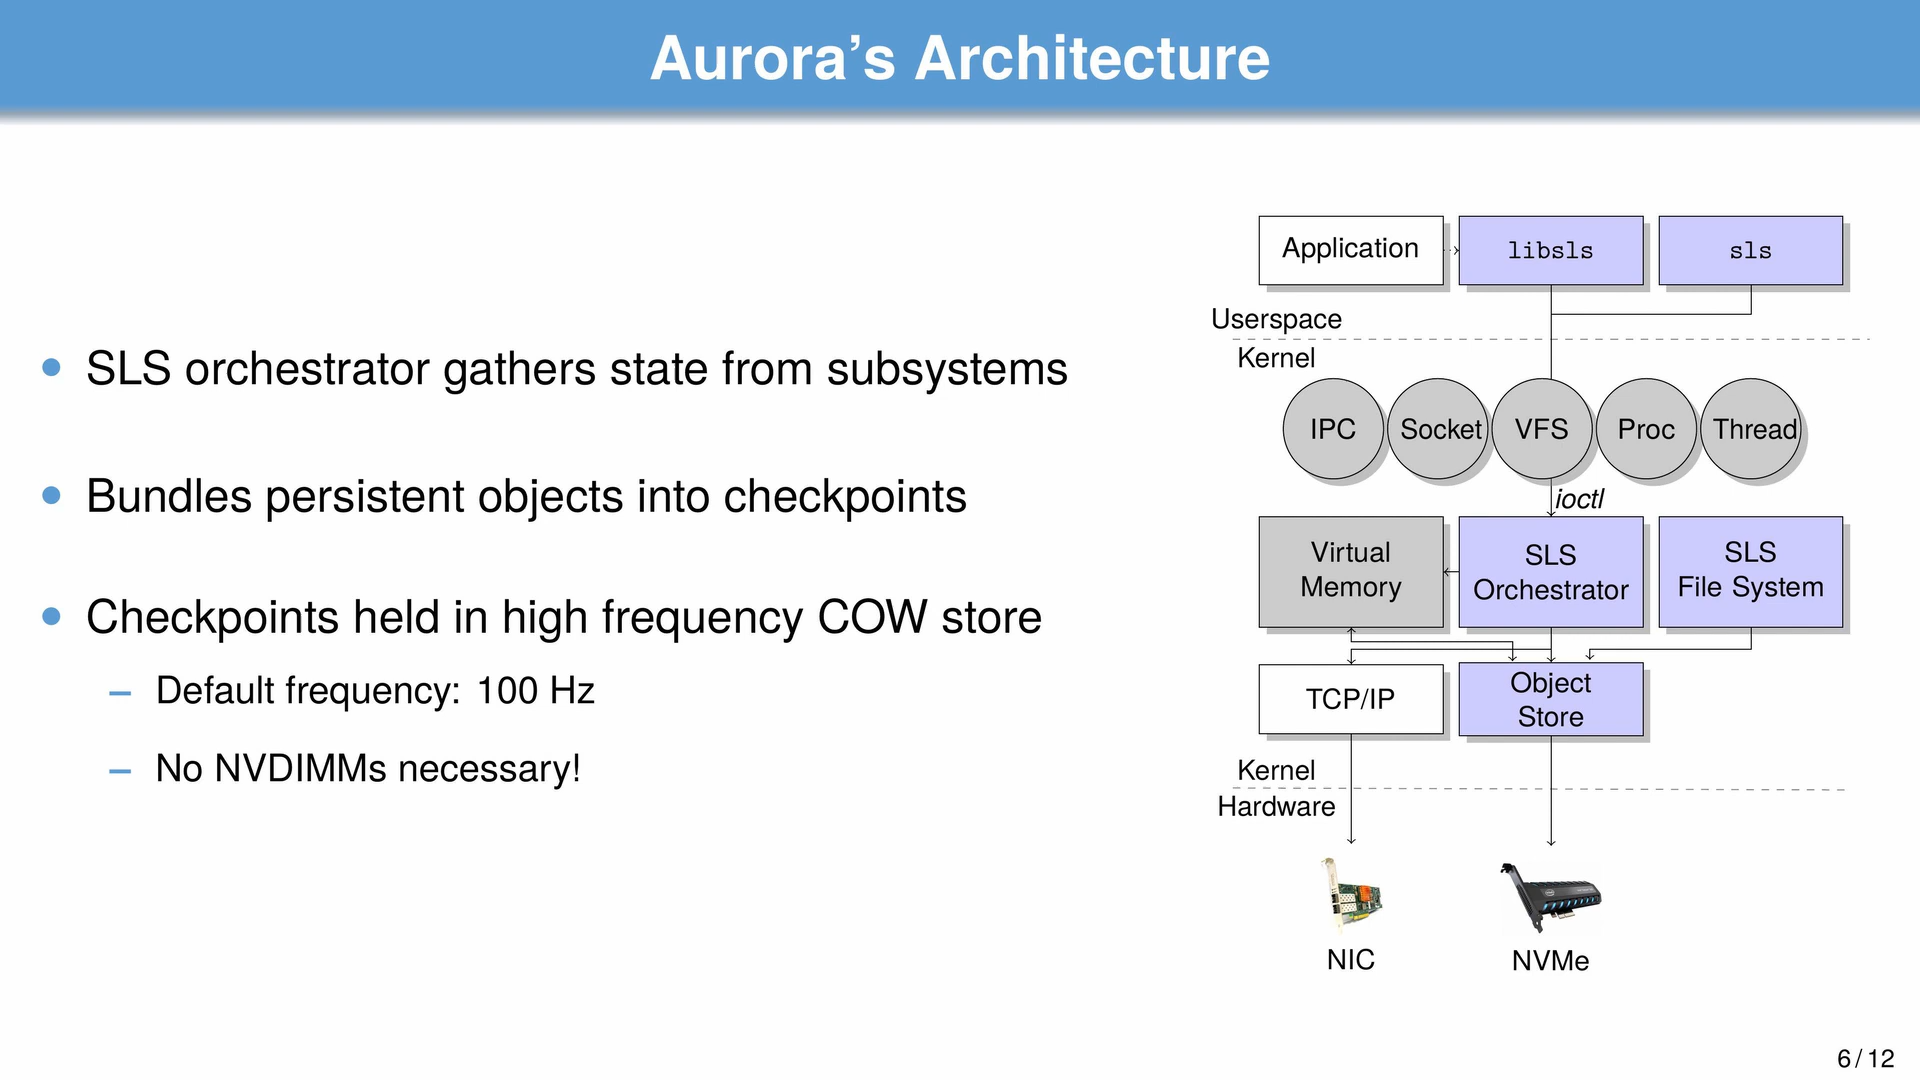 Aurora’s Architecture
• SLS orchestrator gathers state from subsystems
• Bundles persistent objects into checkpoints
• Checkpoints held in high frequency COW store
– Default frequency: 100 Hz
– No NVDIMMs necessary!
Application
libsls
sls
Userspace
Kernel
IPC
Socket
VFS
Proc
Thread
ioctl
Virtual
Memory
SLS
Orchestrator
SLS
File System
TCP/IP
Object
Store
Kernel
Hardware
NIC
NVMe
6 / 12